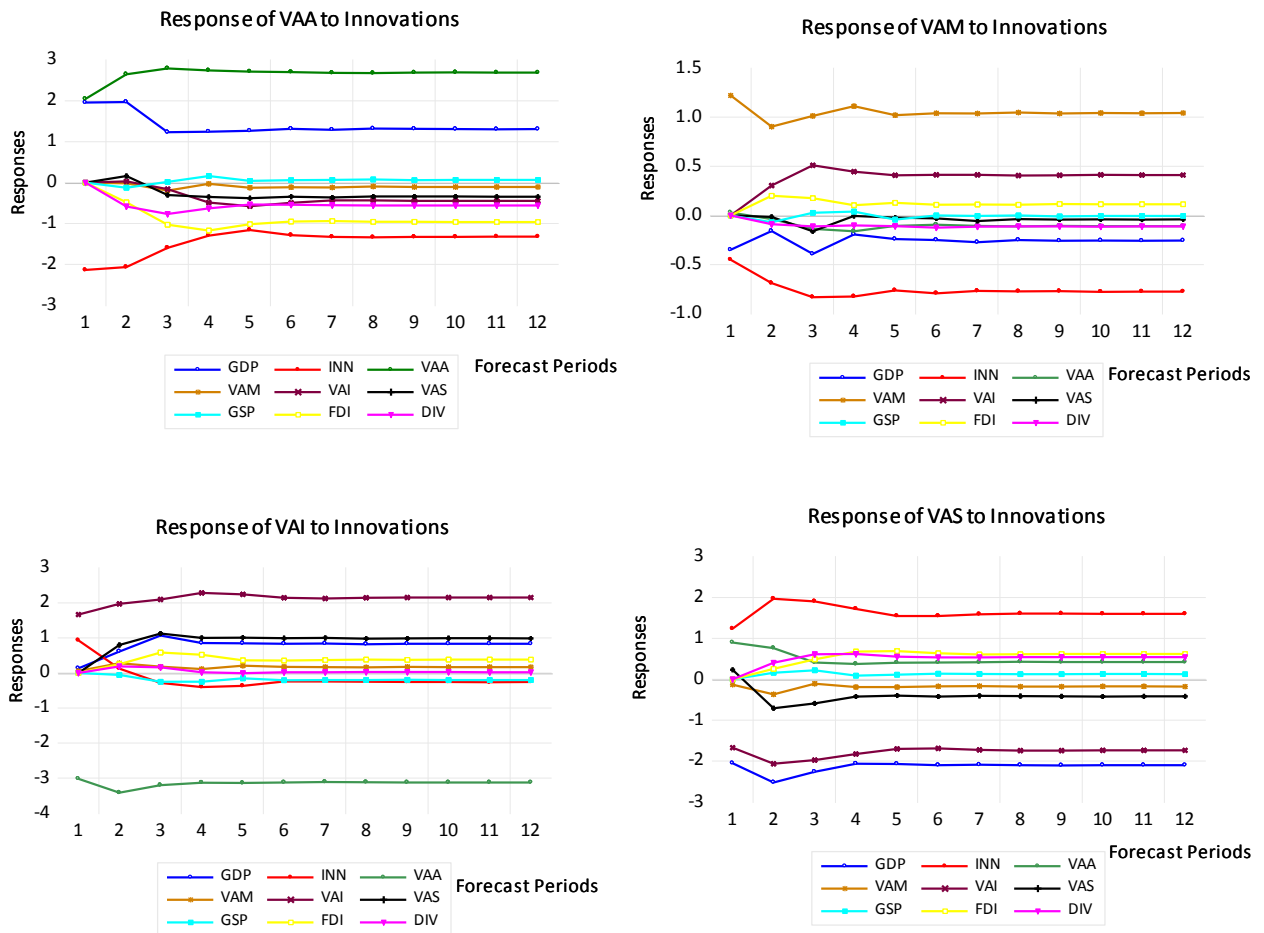 Response of VAA to Innovations
3
2
1
0
-1
-2
-3
Responses
1 2 3 4 5 6 7 8 9 10 11 12
Forecast Periods
GDP INN VAA
VAM VAI VAS
GSP FDI DIV
Response of VAM to Innovations
1.5
1.0
0.5
0.0
-0.5
-1.0
Responses
1 2 3 4 5 6 7 8 9 10 11 12
Forecast Periods
GDP INN VAA
VAM VAI VAS
GSP FDI DIV
Response of VAI to Innovations
3
2
1
0
-1
-2
-3
-4
Responses
1 2 3 4 5 6 7 8 9 10 11 12
Forecast Periods
GDP INN VAA
VAM VAI VAS
GSP FDI DIV
Response of VAS to Innovations
3
2
1
0
-1
-2
-3
Responses
1 2 3 4 5 6 7 8 9 10 11 12
Forecast Periods
GDP INN VAA
VAM VAI VAS
GSP FDI DIV